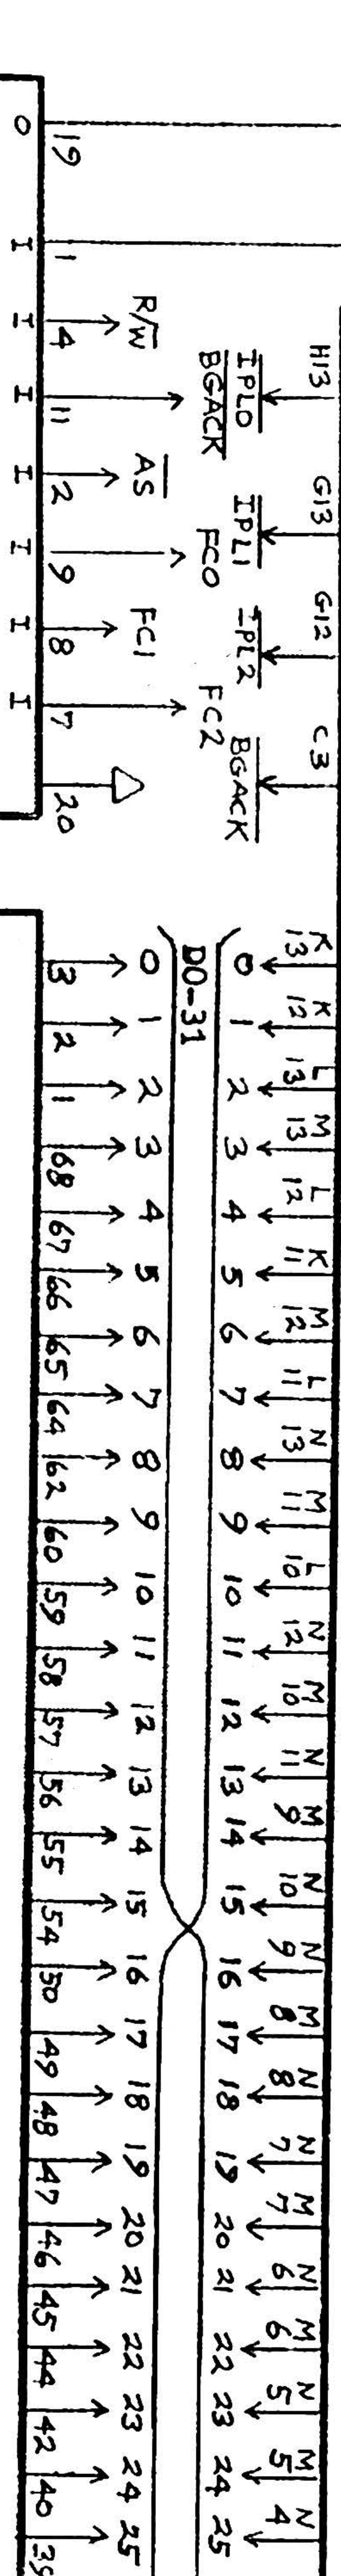 H13 G13 G12 C3 K13 K12 L13 M13 L12 K11 M12 L11 N13 M11 L10 N12 M10 N11 M9 N10 N9 M8 N8 N7 M7 N6 M6 N5 M5 N4
IPL0 IPL1 IPL2 BGACK 0 1 2 3 4 5 6 7 8 9 10 11 12 13 14 15 16 17 18 19 20 21 22 23 24 25
BGACK FC0 FC2 D0-31
R/W AS FC1 0 1 2 3 4 5 6 7 8 9 10 11 12 13 14 15 16 17 18 19 20 21 22 23 24 25
19 1 4 11 2 9 8 7 20 3 2 1 68 67 66 65 64 62 60 59 58 57 56 55 54 50 49 48 47 46 45 44 42 40 39
O I I I I I I I